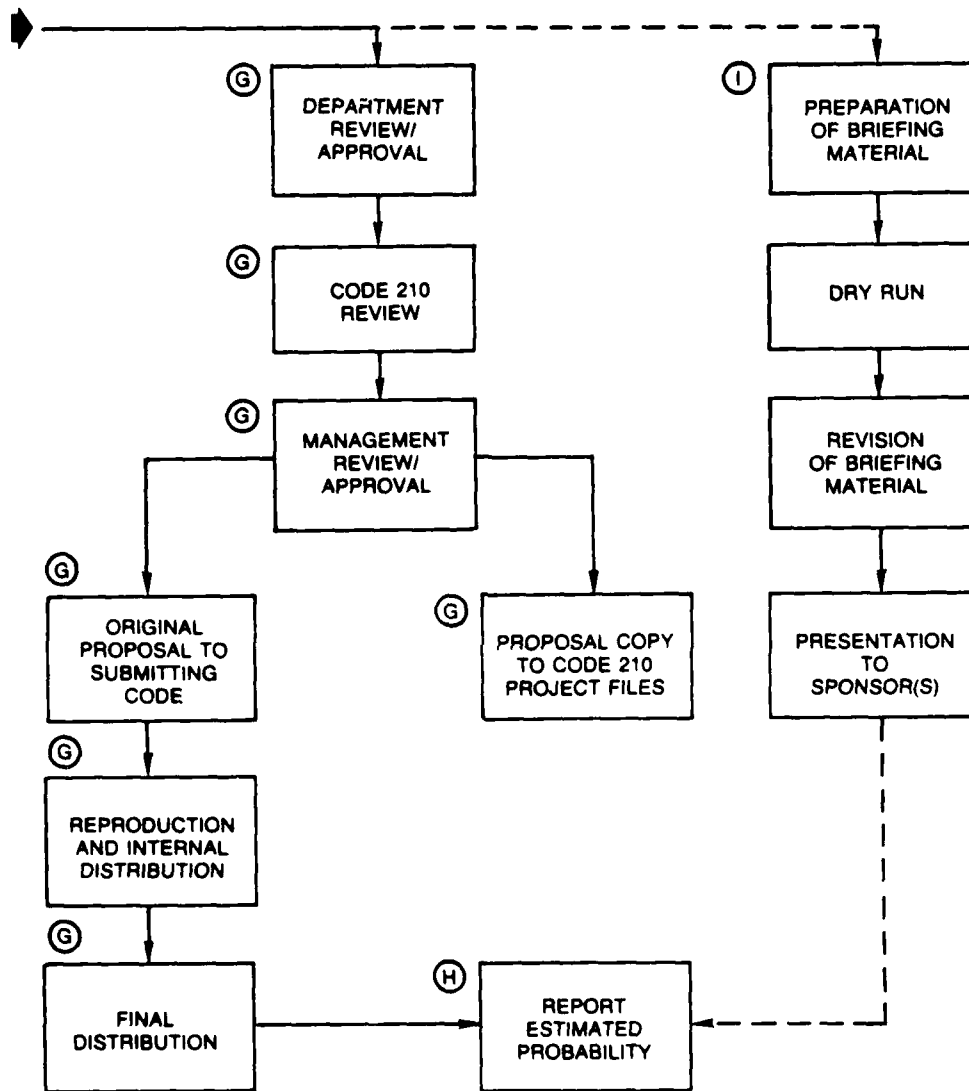 G
DEPARTMENT
REVIEW/
APPROVAL
I
PREPARATION
OF BRIEFING
MATERIAL
G
CODE 210
REVIEW
DRY RUN
G
MANAGEMENT
REVIEW/
APPROVAL
REVISION
OF BRIEFING
MATERIAL
G
ORIGINAL
PROPOSAL TO
SUBMITTING
CODE
G
PROPOSAL COPY
TO CODE 210
PROJECT FILES
PRESENTATION
TO
SPONSOR(S)
G
REPRODUCTION
AND INTERNAL
DISTRIBUTION
G
FINAL
DISTRIBUTION
H
REPORT
ESTIMATED
PROBABILITY